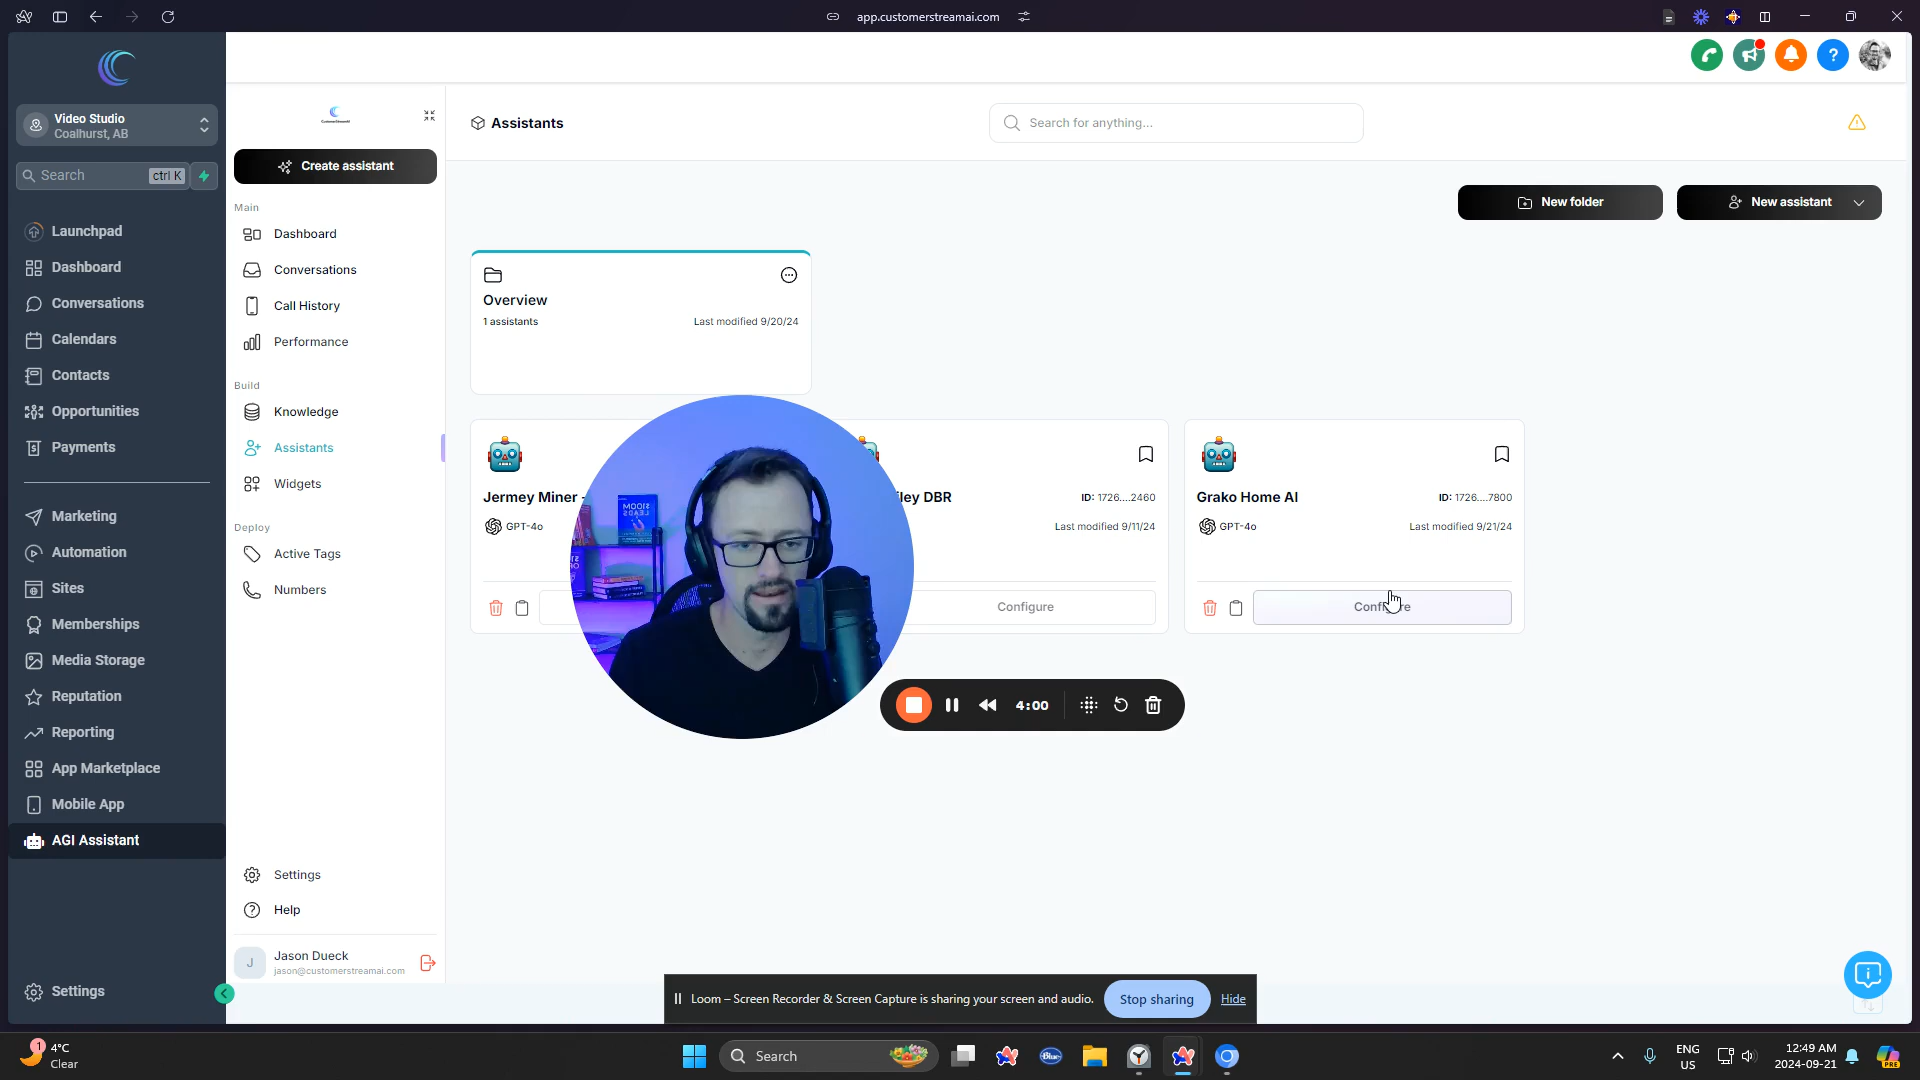 app.customerstreamai.com
Video Studio
Coalhurst, AB
Search
ctrl K
Launchpad
Dashboard
Conversations
Calendars
Contacts
Opportunities
Payments
Marketing
Automation
Sites
Memberships
Media Storage
Reputation
Reporting
App Marketplace
Mobile App
AGI Assistant
Settings
Create assistant
Main
Dashboard
Conversations
Call History
Performance
Build
Knowledge
Assistants
Widgets
Deploy
Active Tags
Numbers
Settings
Help
J
Jason Dueck
jason@customerstreamai.com
Assistants
Search for anything...
New folder
New assistant
Overview
1 assistants
Last modified 9/20/24
Jermey Miner -
GPT-4o
ley DBR
ID: 1726....2460
Last modified 9/11/24
Configure
Grako Home AI
ID: 1726....7800
GPT-4o
Last modified 9/21/24
Configure
$100M
LEADS
4:00
Loom – Screen Recorder & Screen Capture is sharing your screen and audio.
Stop sharing
Hide
1
4°C
Clear
Search
Blue
ENG
US
12:49 AM
2024-09-21
PRE